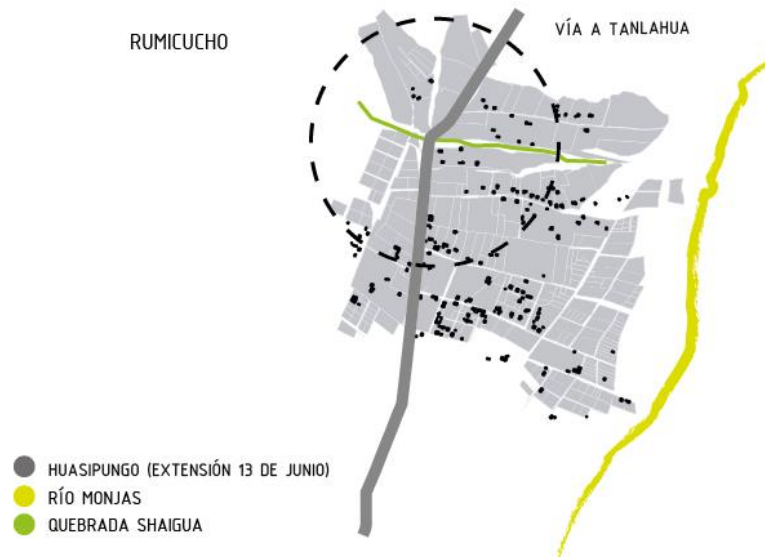 RUMICUCHO
VÍA A TANLAHUA
HUASIPUNGO (EXTENSIÓN 13 DE JUNIO)
RÍO MONJAS
QUEBRADA SHAIGUA